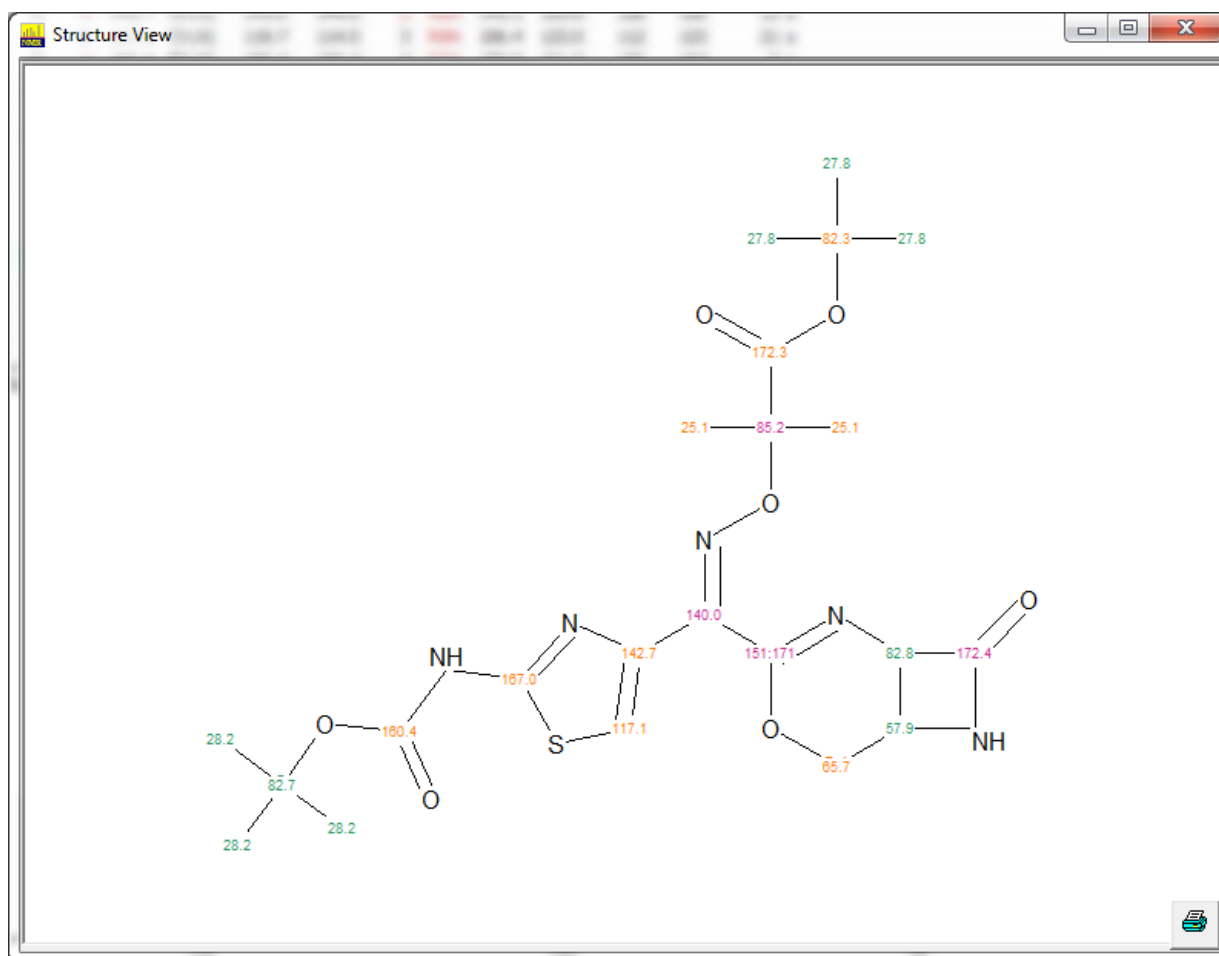 Structure View
27.8
27.8 82.3 27.8
O O
172.3
25.1 85.2 25.1
O
N
O
140.0
N N
NH 142.7 151:171 82.8 172.4
167.0
O 160.4 117.1 O 57.9 NH
28.2 S
65.7
82.7
O
28.2
28.2